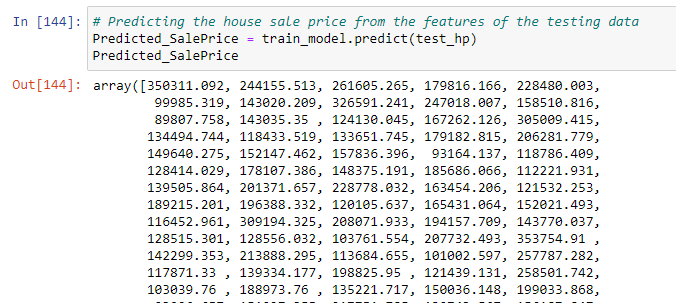 In [144]: # Predicting the house sale price from the features of the testing data
Predicted_SalePrice = train_model.predict(test_hp)
Predicted_SalePrice
Out[144]: array([350311.092, 244155.513, 261605.265, 179816.166, 228480.003,
99985.319, 143020.209, 326591.241, 247018.007, 158510.816,
89807.758, 143035.35 , 124130.045, 167262.126, 305009.415,
134494.744, 118433.519, 133651.745, 179182.815, 206281.779,
149640.275, 152147.462, 157836.396, 93164.137, 118786.409,
128414.029, 178107.386, 148375.191, 185686.066, 112221.931,
139505.864, 201371.657, 228778.032, 163454.206, 121532.253,
189215.201, 196388.332, 120105.637, 165431.064, 152021.493,
116452.961, 309194.325, 208071.933, 194157.709, 143770.037,
128515.301, 128556.032, 103761.554, 207732.493, 353754.91 ,
142299.353, 213888.295, 113684.655, 101002.597, 257787.282,
117871.33 , 139334.177, 198825.95 , 121439.131, 258501.742,
103039.76 , 188973.76 , 135221.717, 150036.148, 199033.868,